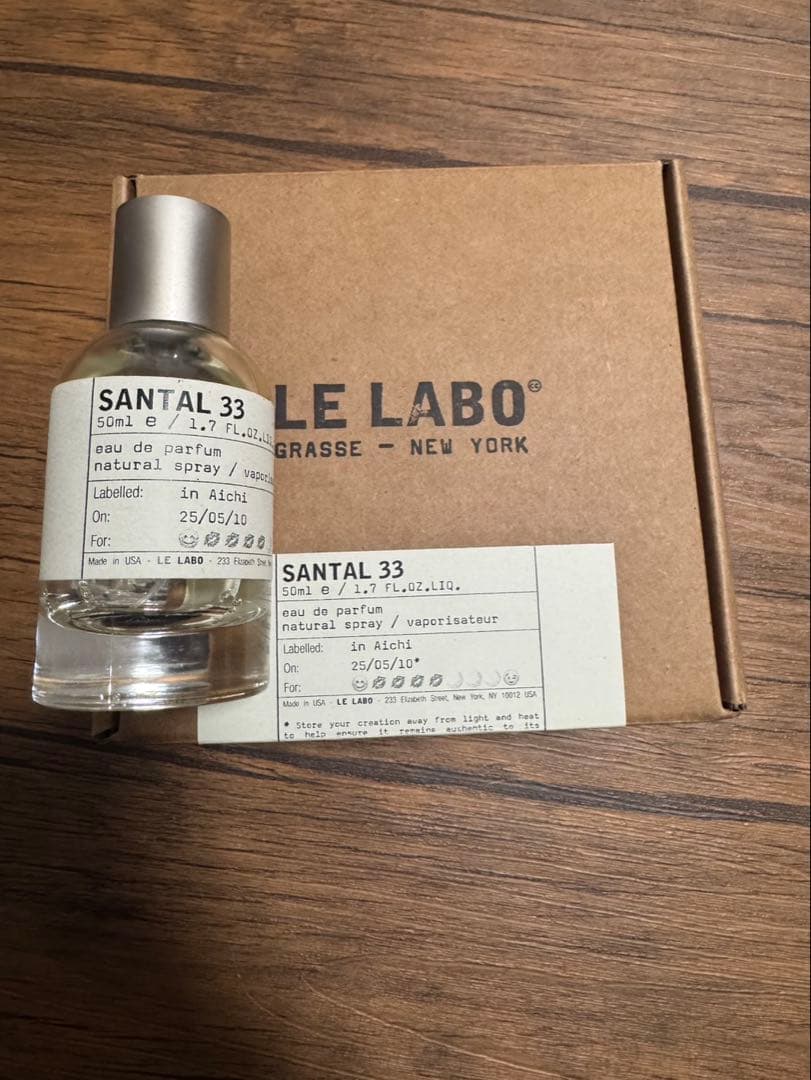 SANTAL 33
50ml e / 1.7 FL.OZ.LIQ.
eau de parfum
natural spray / vapori
Labelled: in Aichi
On: 25/05/10
For:
Made in USA - LE LABO - 233 Elizabeth Street, Ne
LE LABO
GRASSE — NEW YORK
SANTAL 33
50ml e / 1.7 FL.OZ.LIQ.
eau de parfum
natural spray / vaporisateur
Labelled: in Aichi
On: 25/05/10*
For: 
Made in USA - LE LABO - 233 Elizabeth Street, New York, NY 10012 USA
* Store your creation away from light and heat
to help ensure it remains authentic to its